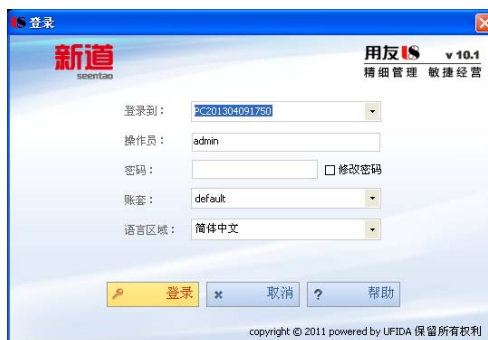 登录
新道
seentao
用友U8 v 10.1
精细管理 敏捷经营
登录到： PC201304091750
操作员： admin
密码： 修改密码
账套： default
语言区域： 简体中文
登录 取消 ? 帮助
copyright © 2011 powered by UFIDA 保留所有权利